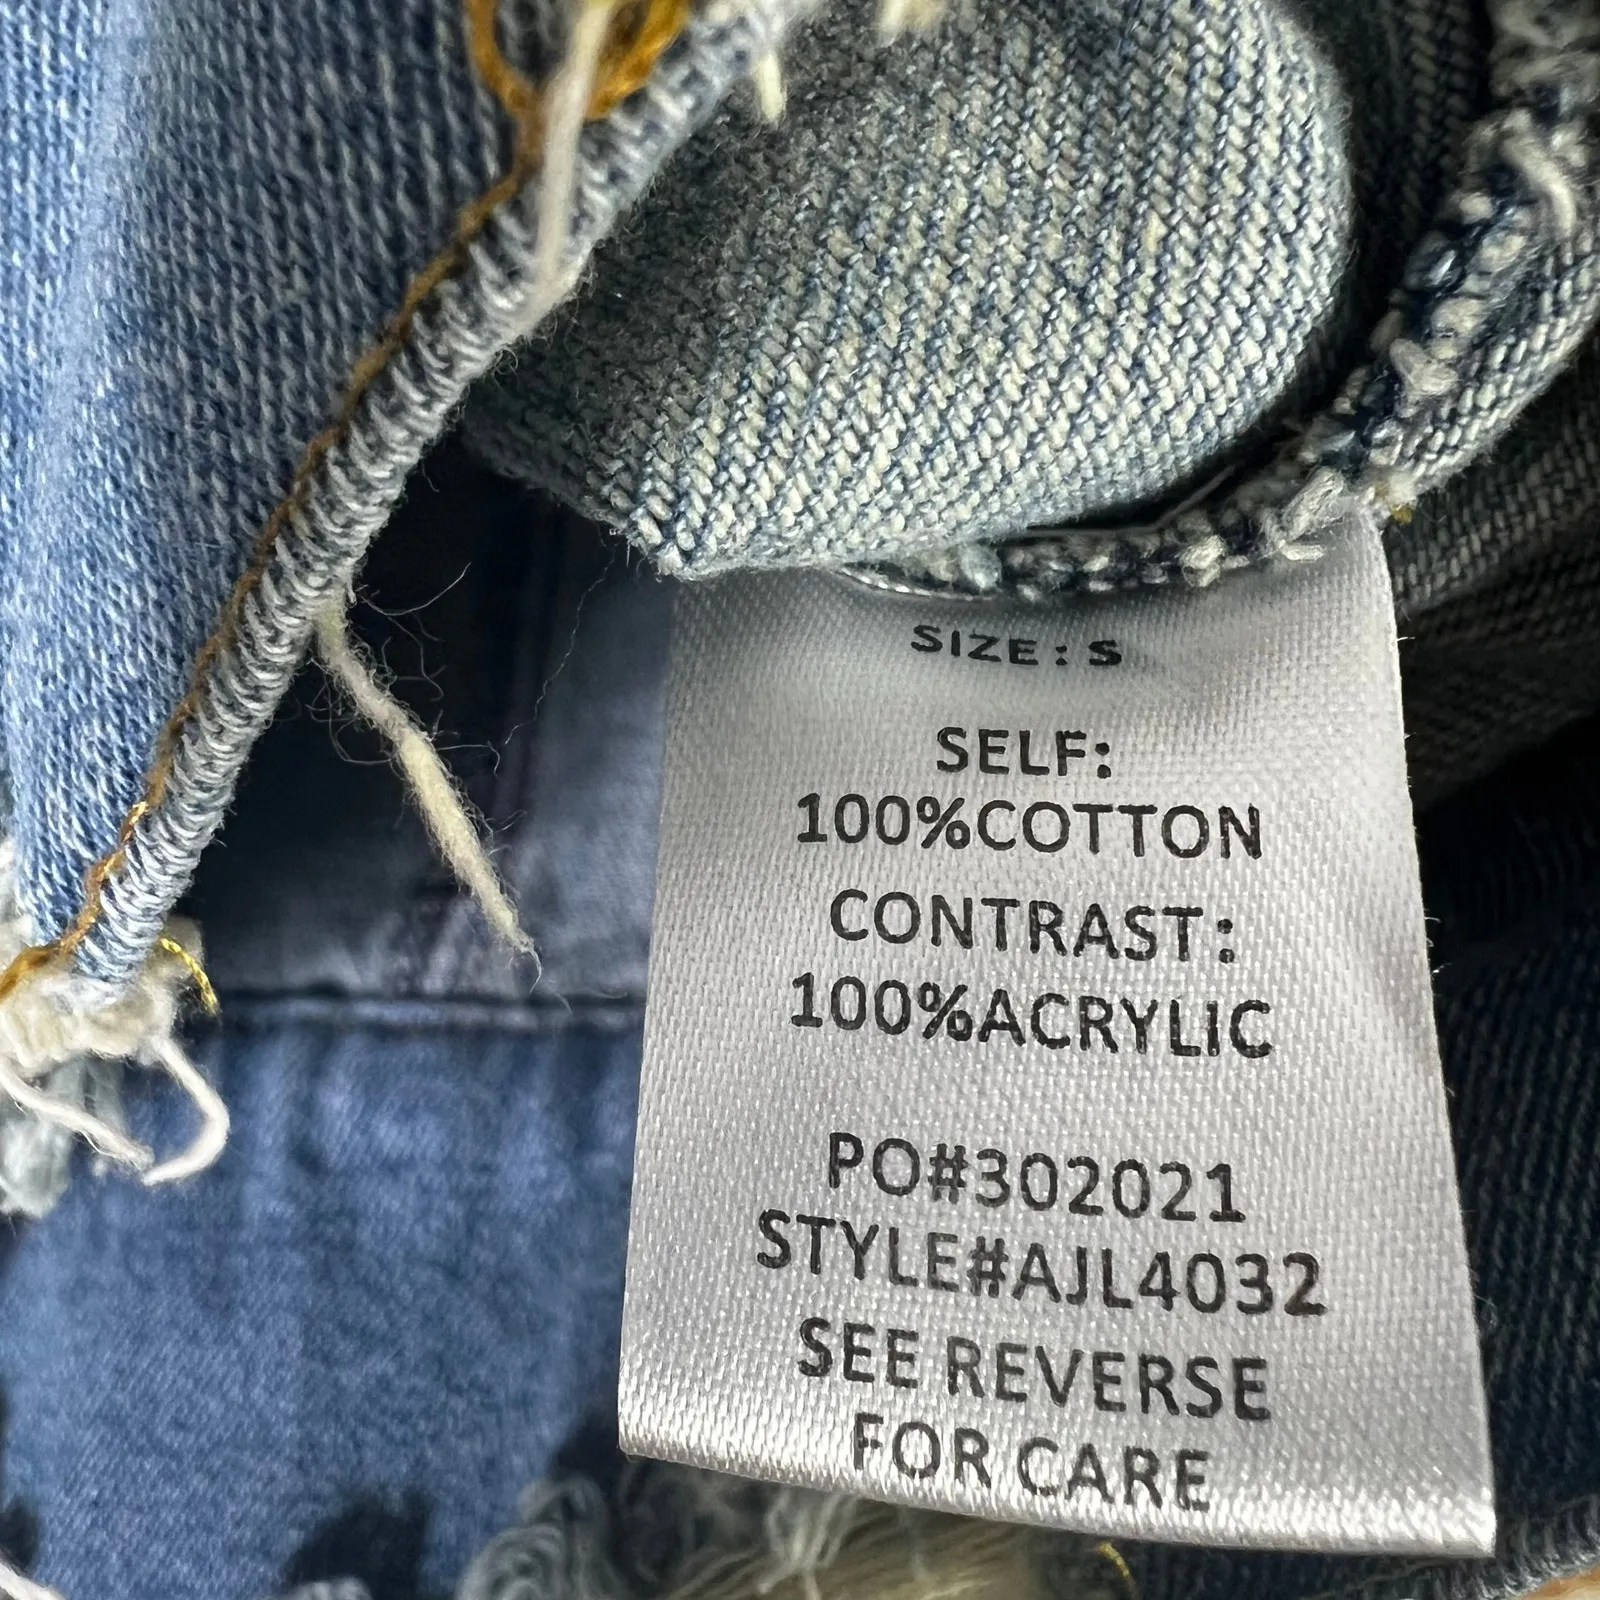 SIZE: S
SELF:
100%COTTON
CONTRAST:
100%ACRYLIC
PO#302021
STYLE#AJL4032
SEE REVERSE
FOR CARE